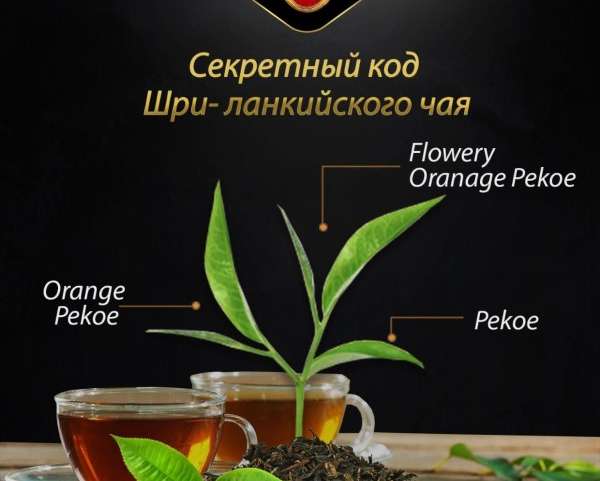 Секретный код
Шри- ланкийского чая
Flowery
Oranage Pekoe
Orange
Pekoe
Pekoe